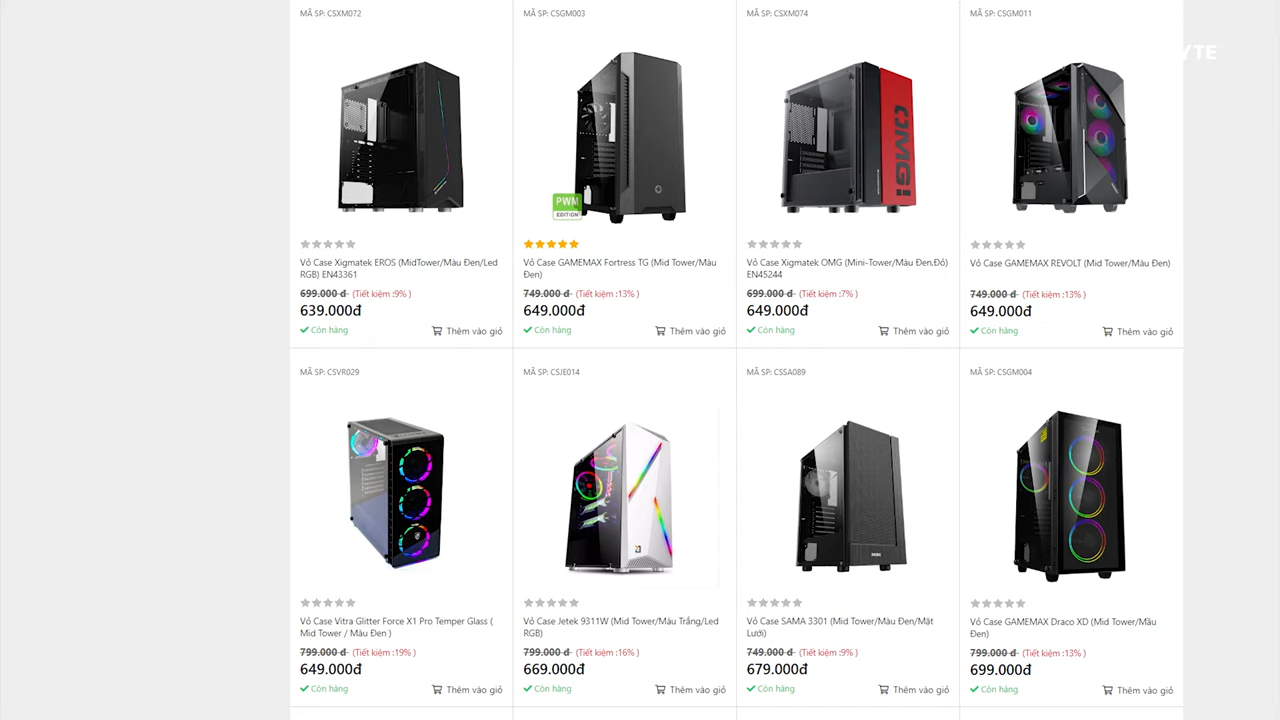 MÃ SP: CSXM072
MÃ SP: CSGM003
MÃ SP: CSXM074
MÃ SP: CSGM011
YTE
OMG!
PWM
EDITION
Vỏ Case Xigmatek EROS (MidTower/Màu Đen/Led
RGB) EN43361
699.000 đ (Tiết kiệm :9% )
639.000đ
Còn hàng
Thêm vào giỏ
Vỏ Case GAMEMAX Fortress TG (Mid Tower/Màu
Đen)
749.000 đ (Tiết kiệm :13% )
649.000đ
Còn hàng
Thêm vào giỏ
Vỏ Case Xigmatek OMG (Mini-Tower/Màu Đen,Đỏ)
EN45244
699.000 đ (Tiết kiệm :7% )
649.000đ
Còn hàng
Thêm vào giỏ
Vỏ Case GAMEMAX REVOLT (Mid Tower/Màu Đen)
749.000 đ (Tiết kiệm :13% )
649.000đ
Còn hàng
Thêm vào giỏ
MÃ SP: CSVR029
MÃ SP: CSJE014
MÃ SP: CSSA089
MÃ SP: CSGM004
SAMA
Vỏ Case Vitra Glitter Force X1 Pro Temper Glass (
Mid Tower / Màu Đen )
799.000 đ (Tiết kiệm :19% )
649.000đ
Còn hàng
Thêm vào giỏ
Vỏ Case Jetek 9311W (Mid Tower/Màu Trắng/Led
RGB)
799.000 đ (Tiết kiệm :16% )
669.000đ
Còn hàng
Thêm vào giỏ
Vỏ Case SAMA 3301 (Mid Tower/Màu Đen/Mặt
Lưới)
749.000 đ (Tiết kiệm :9% )
679.000đ
Còn hàng
Thêm vào giỏ
Vỏ Case GAMEMAX Draco XD (Mid Tower/Mầu
Đen)
799.000 đ (Tiết kiệm :13% )
699.000đ
Còn hàng
Thêm vào giỏ